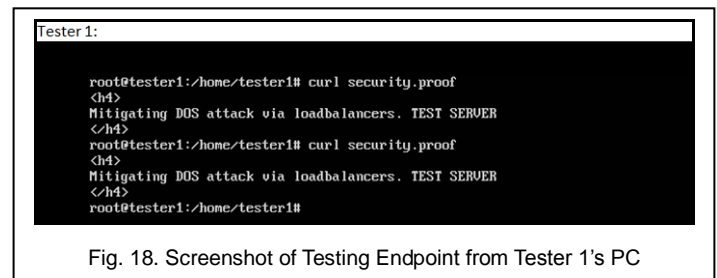 Tester 1:
root@tester1:/home/tester1# curl security.proof
<h4>
Mitigating DOS attack via loadbalancers. TEST SERVER
</h4>
root@tester1:/home/tester1# curl security.proof
<h4>
Mitigating DOS attack via loadbalancers. TEST SERVER
</h4>
root@tester1:/home/tester1#
Fig. 18. Screenshot of Testing Endpoint from Tester 1's PC